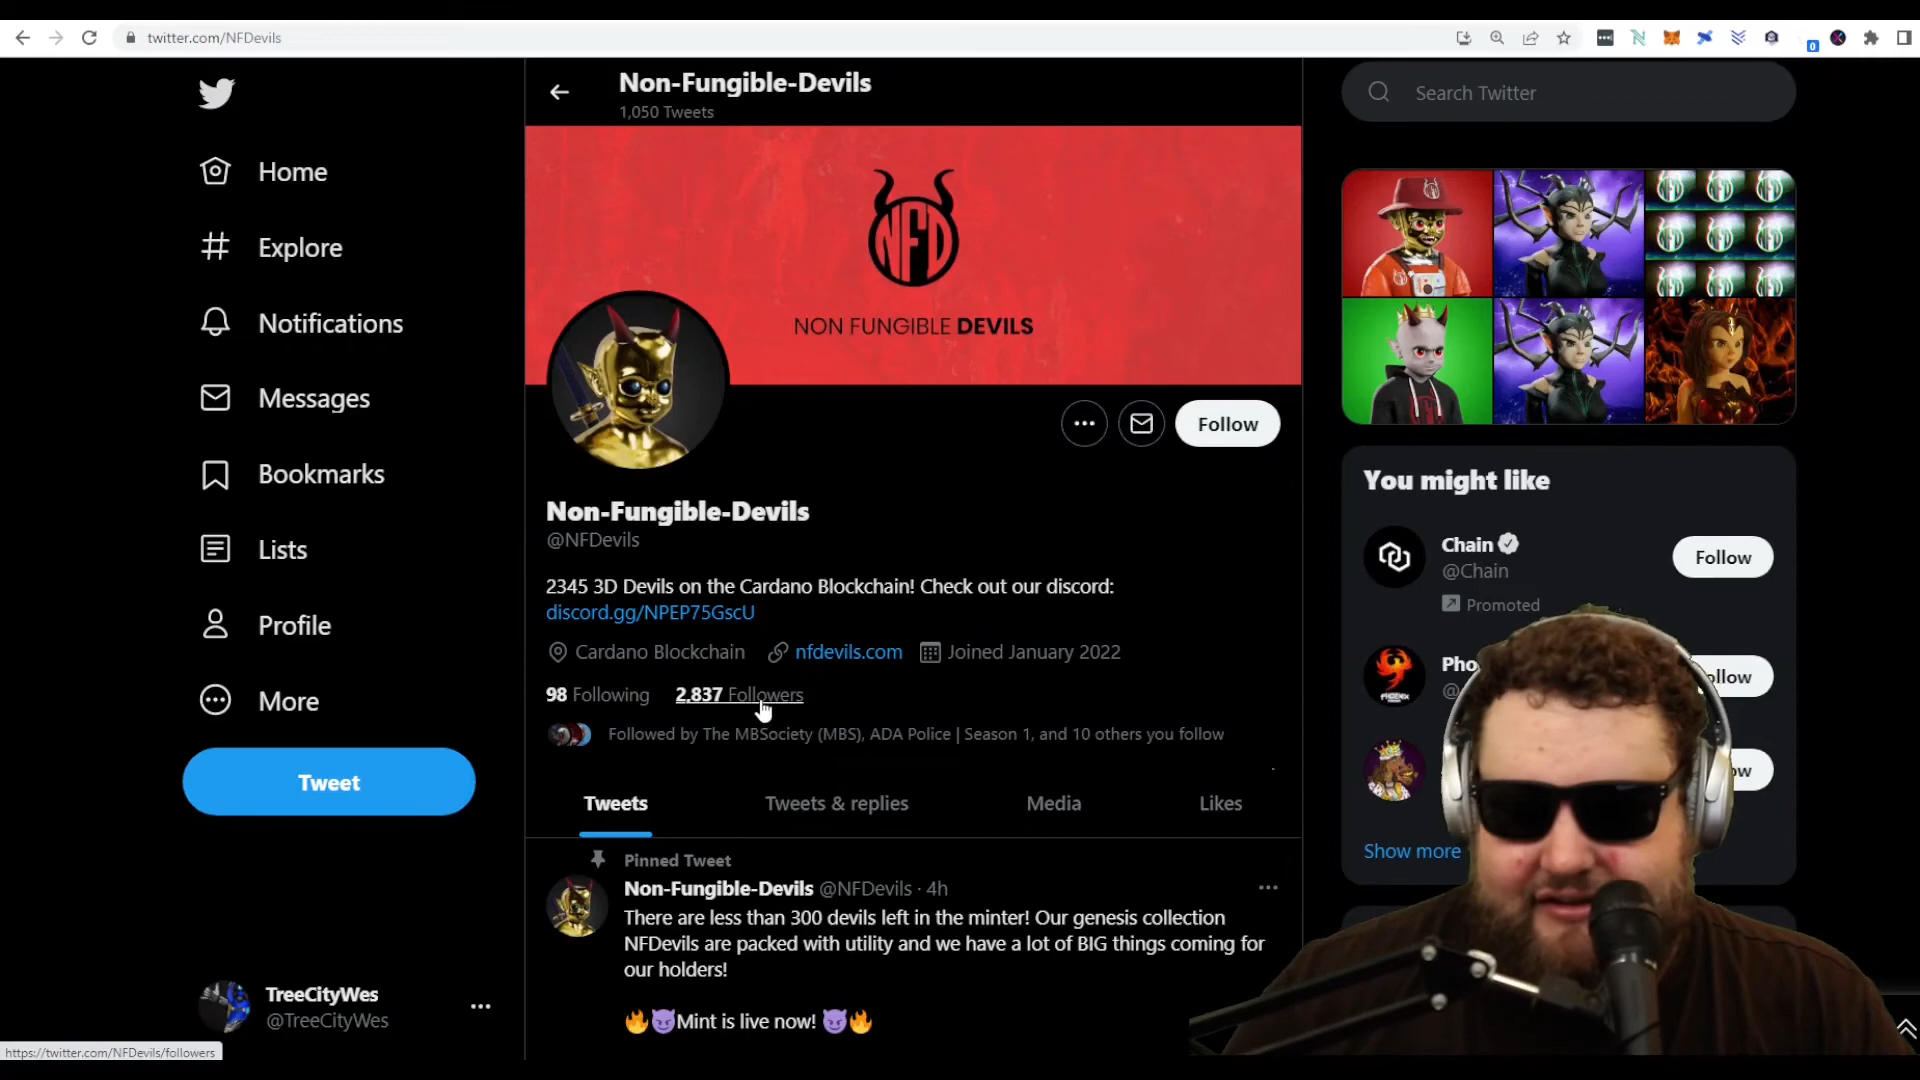 twitter.com/NFDevils
0
Non-Fungible-Devils
1,050 Tweets
Search Twitter
Home
Explore
Notifications
Messages
Bookmarks
Lists
Profile
More
Tweet
TreeCityWes
@TreeCityWes
https://twitter.com/NFDevils/followers
NFD
NON FUNGIBLE DEVILS
Follow
Non-Fungible-Devils
@NFDevils
2345 3D Devils on the Cardano Blockchain! Check out our discord:
discord.gg/NPEP75GscU
Cardano Blockchain nfdevils.com Joined January 2022
98 Following 2,837 Followers
Followed by The MBSociety (MBS), ADA Police | Season 1, and 10 others you follow
Tweets Tweets & replies Media Likes
Pinned Tweet
Non-Fungible-Devils @NFDevils · 4h
There are less than 300 devils left in the minter! Our genesis collection
NFDevils are packed with utility and we have a lot of BIG things coming for
our holders!
🔥😈Mint is live now! 😈🔥
You might like
Chain
@Chain
Follow
Promoted
Show more